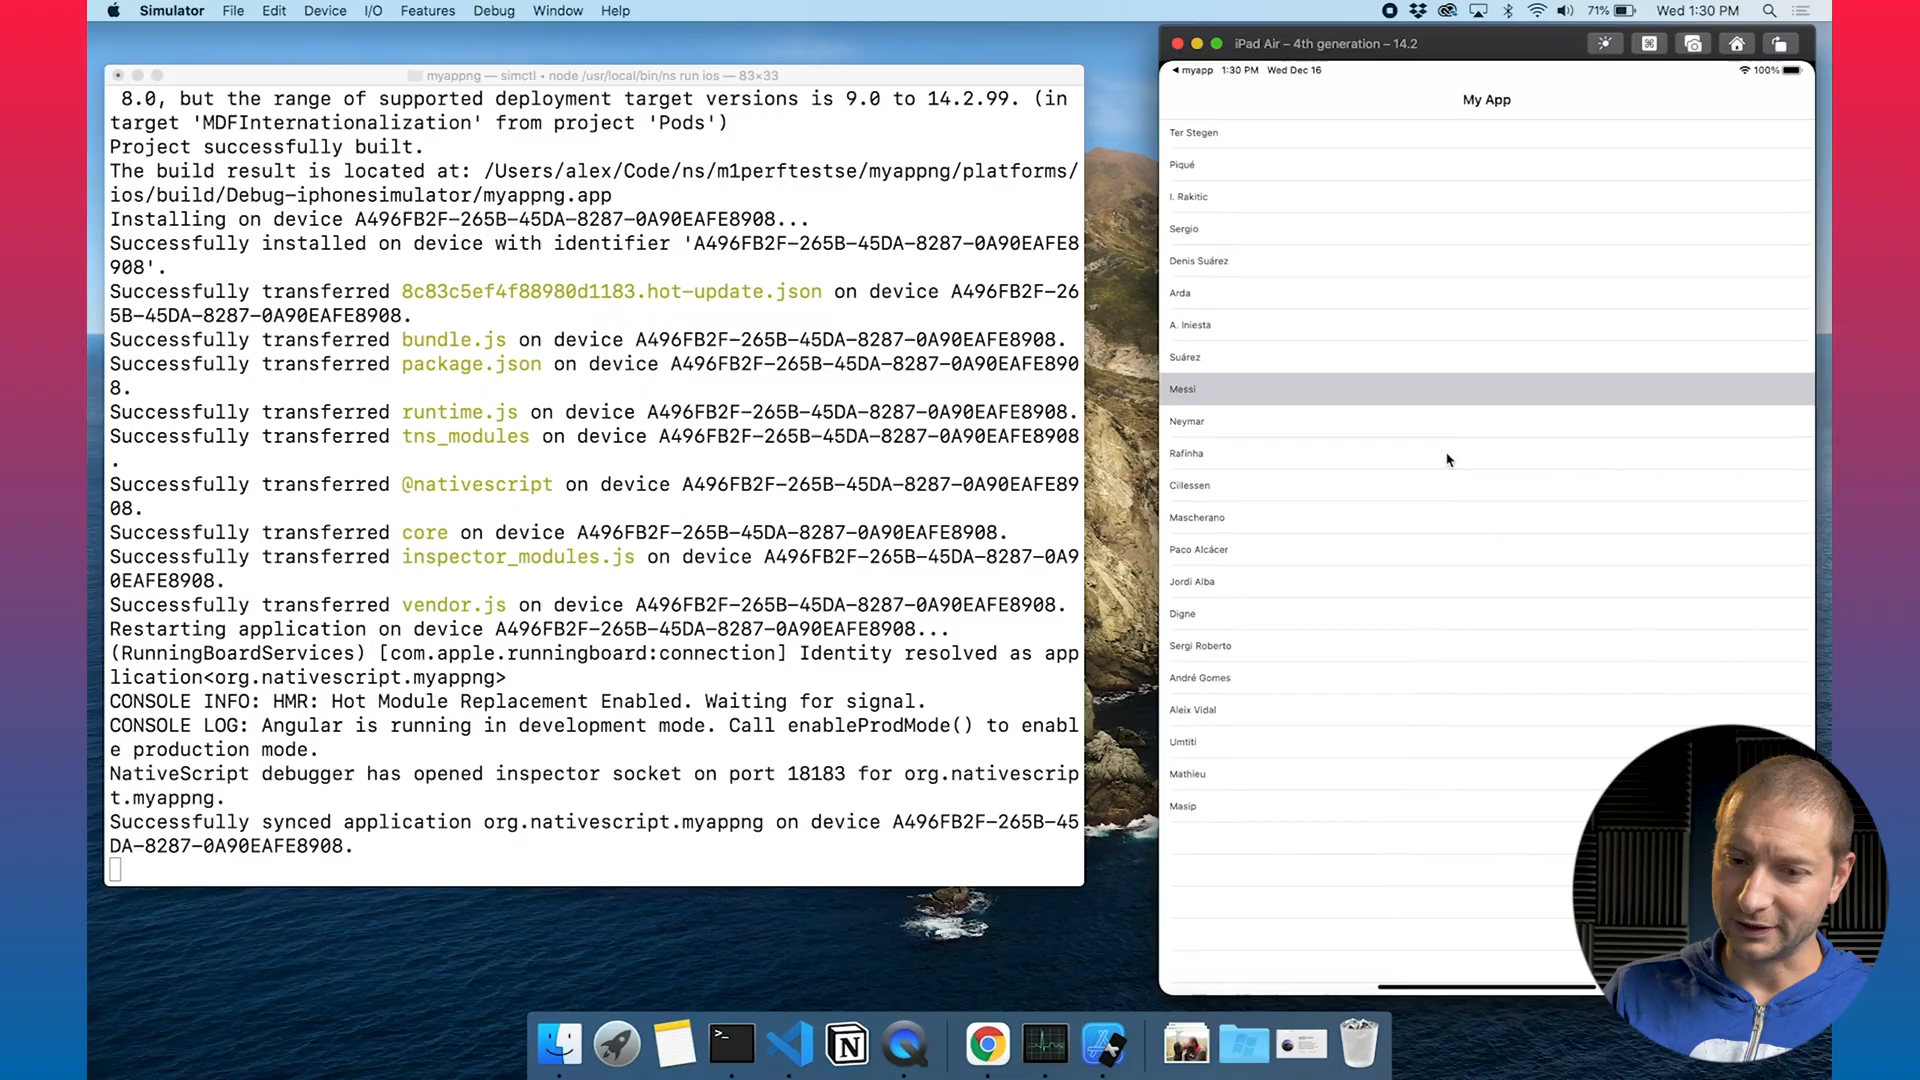 Simulator File Edit Device I/O Features Debug Window Help
71% Wed 1:30 PM
myappng — simctl • node /usr/local/bin/ns run ios — 83×33
8.0, but the range of supported deployment target versions is 9.0 to 14.2.99. (in
target 'MDFInternationalization' from project 'Pods')
Project successfully built.
The build result is located at: /Users/alex/Code/ns/m1perftestse/myappng/platforms/
ios/build/Debug-iphonesimulator/myappng.app
Installing on device A496FB2F-265B-45DA-8287-0A90EAFE8908...
Successfully installed on device with identifier 'A496FB2F-265B-45DA-8287-0A90EAFE8
908'.
Successfully transferred 8c83c5ef4f88980d1183.hot-update.json on device A496FB2F-26
5B-45DA-8287-0A90EAFE8908.
Successfully transferred bundle.js on device A496FB2F-265B-45DA-8287-0A90EAFE8908.
Successfully transferred package.json on device A496FB2F-265B-45DA-8287-0A90EAFE890
8.
Successfully transferred runtime.js on device A496FB2F-265B-45DA-8287-0A90EAFE8908.
Successfully transferred tns_modules on device A496FB2F-265B-45DA-8287-0A90EAFE8908
.
Successfully transferred @nativescript on device A496FB2F-265B-45DA-8287-0A90EAFE89
08.
Successfully transferred core on device A496FB2F-265B-45DA-8287-0A90EAFE8908.
Successfully transferred inspector_modules.js on device A496FB2F-265B-45DA-8287-0A9
0EAFE8908.
Successfully transferred vendor.js on device A496FB2F-265B-45DA-8287-0A90EAFE8908.
Restarting application on device A496FB2F-265B-45DA-8287-0A90EAFE8908...
(RunningBoardServices) [com.apple.runningboard:connection] Identity resolved as app
lication<org.nativescript.myappng>
CONSOLE INFO: HMR: Hot Module Replacement Enabled. Waiting for signal.
CONSOLE LOG: Angular is running in development mode. Call enableProdMode() to enabl
e production mode.
NativeScript debugger has opened inspector socket on port 18183 for org.nativescrip
t.myappng.
Successfully synced application org.nativescript.myappng on device A496FB2F-265B-45
DA-8287-0A90EAFE8908.
iPad Air – 4th generation – 14.2
myapp 1:30 PM Wed Dec 16
100%
My App
Ter Stegen
Piqué
I. Rakitic
Sergio
Denis Suárez
Arda
A. Iniesta
Suárez
Messi
Neymar
Rafinha
Cillessen
Mascherano
Paco Alcácer
Jordi Alba
Digne
Sergi Roberto
André Gomes
Aleix Vidal
Umtiti
Mathieu
Masip